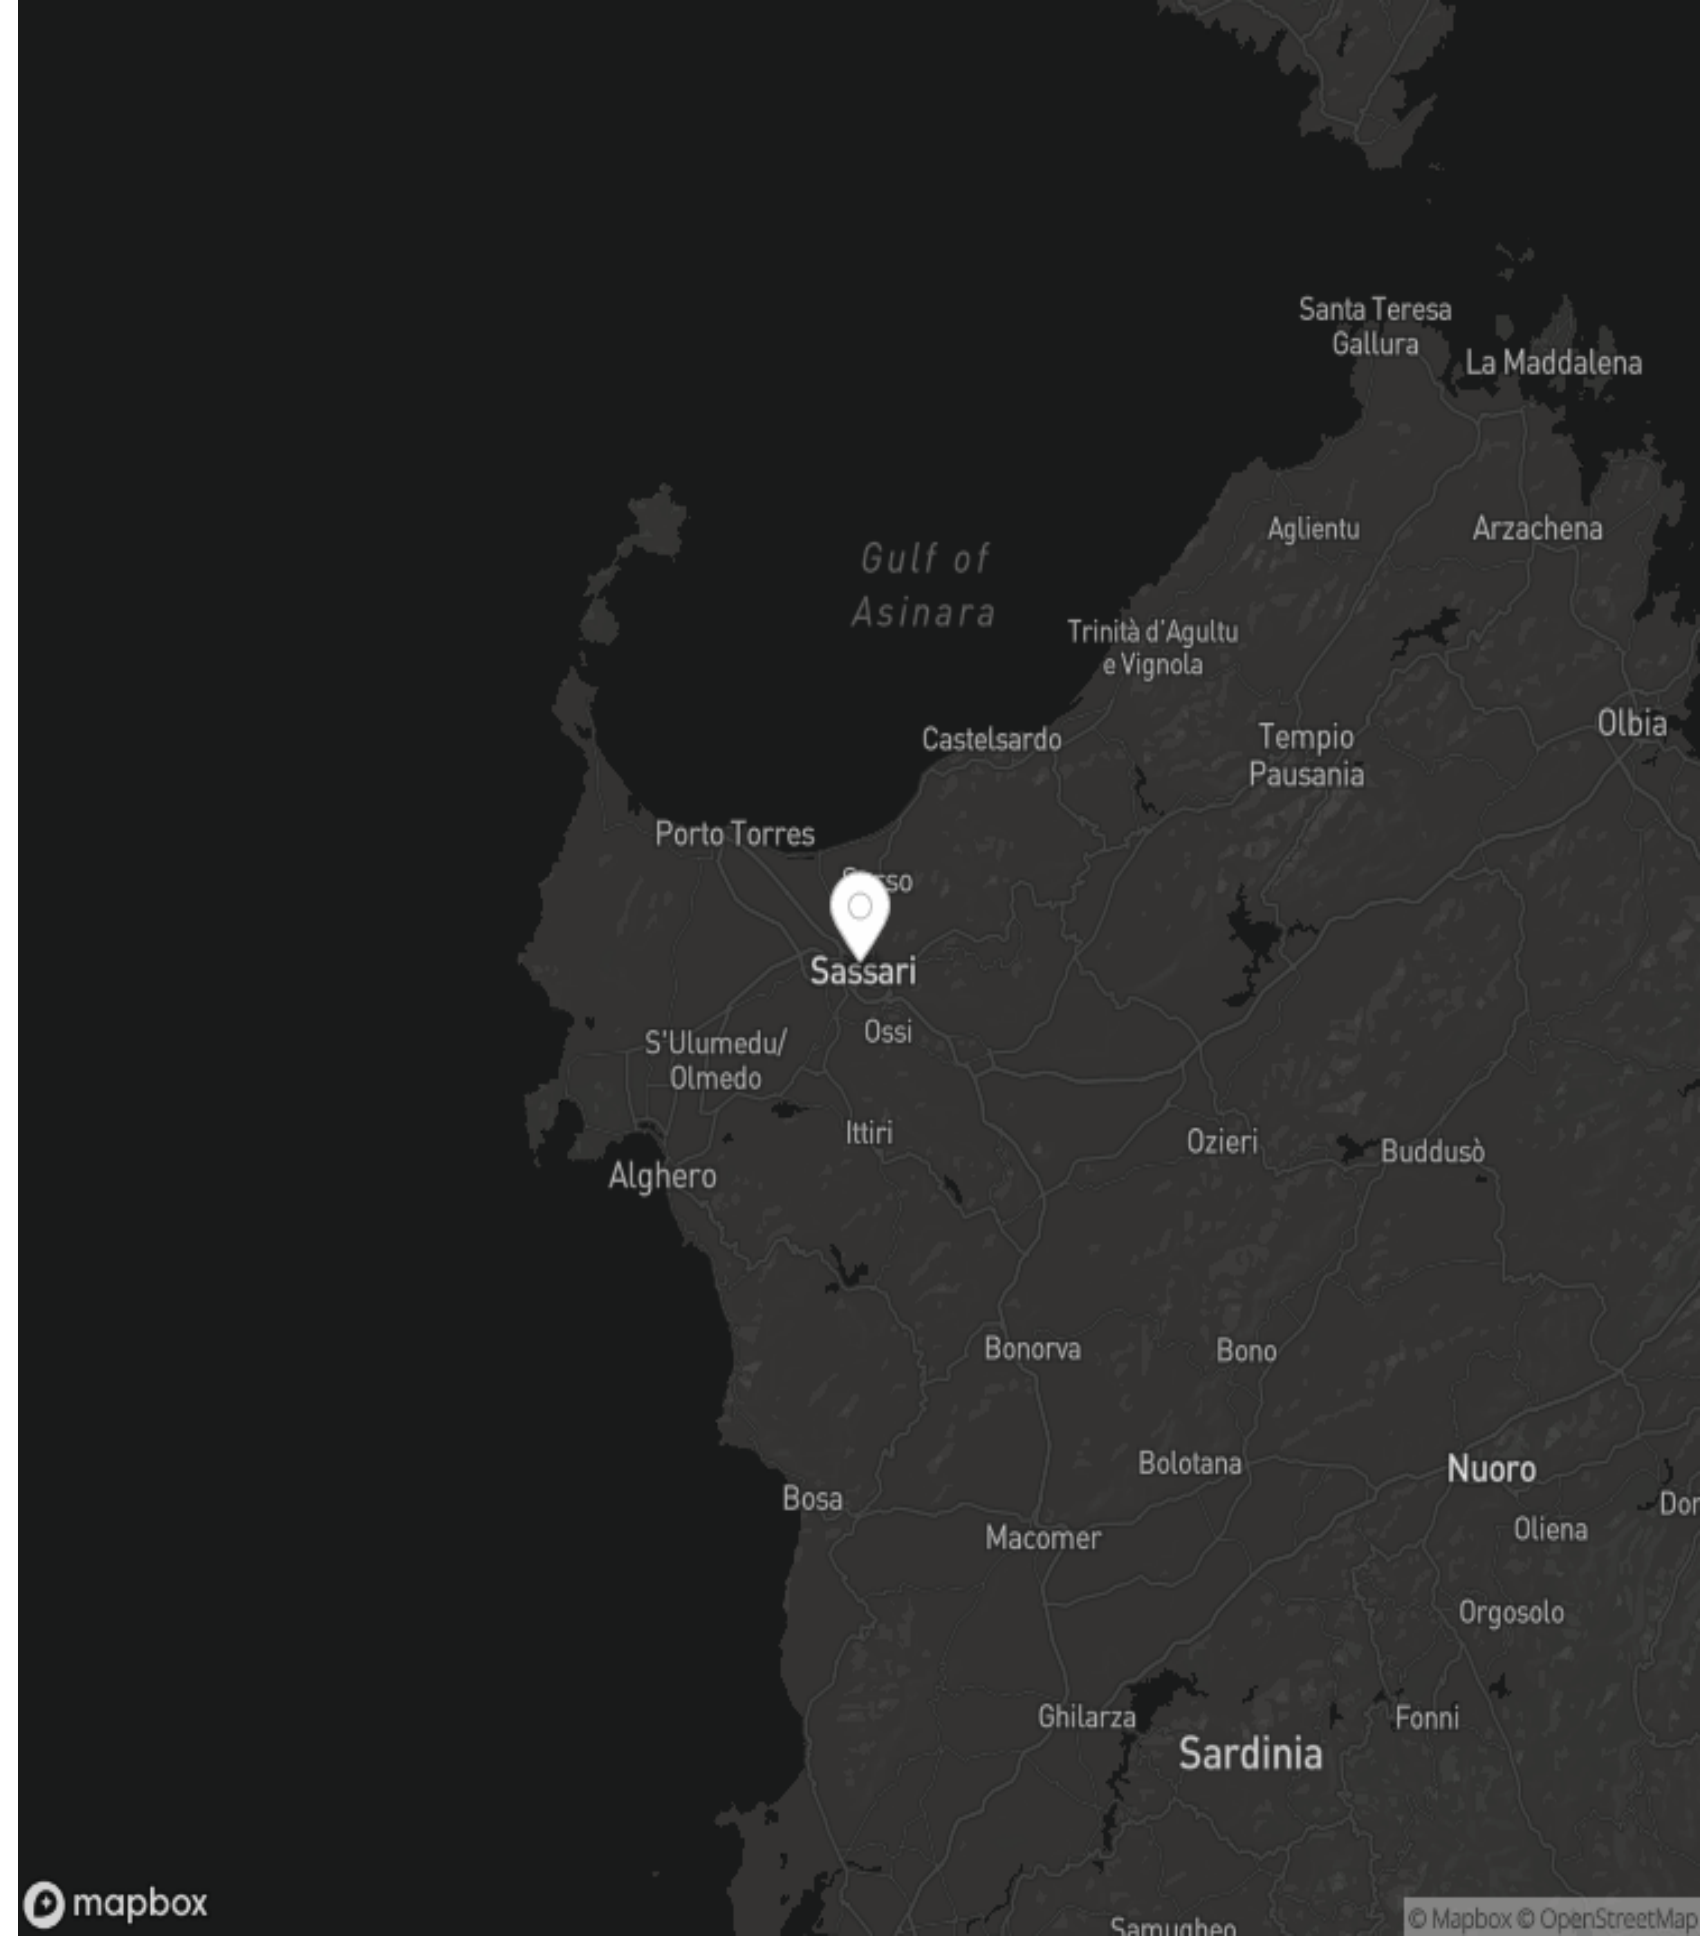 Santa Teresa
Gallura
La Maddalena
Gulf of
Asinara
Aglientu
Arzachena
Trinità d'Agultu
e Vignola
Castelsardo
Tempio
Pausania
Olbia
Porto Torres
Sassari
Ossi
S'Ulumedu/
Olmedo
Ittiri
Ozieri
Buddusò
Alghero
Bonorva
Bono
Bolotana
Nuoro
Bosa
Oliena
Macomer
Orgosolo
Ghilarza
Fonni
Sardinia
mapbox
© Mapbox © OpenStreetMap